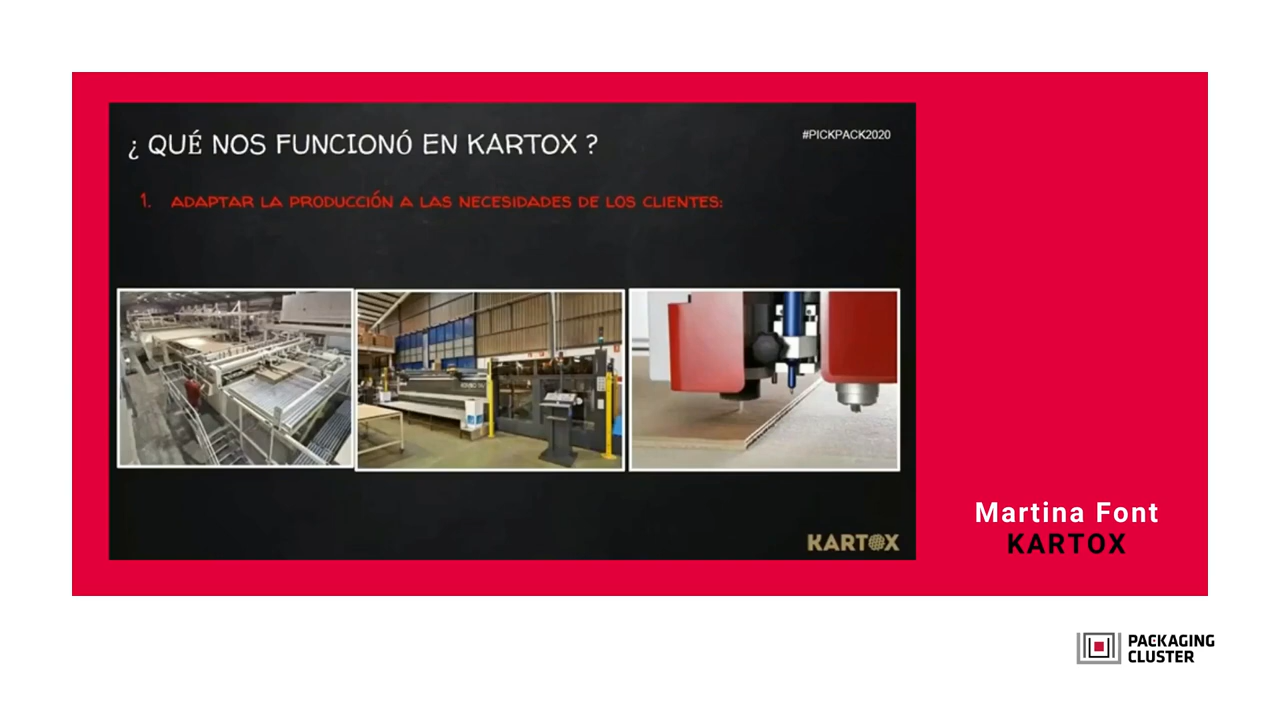 ¿ QUÉ NOS FUNCIONÓ EN KARTOX ?
#PICKPACK2020
1. ADAPTAR LA PRODUCCIÓN A LAS NECESIDADES DE LOS CLIENTES:
KARTOX
Martina Font
KARTOX
PACKAGING
CLUSTER